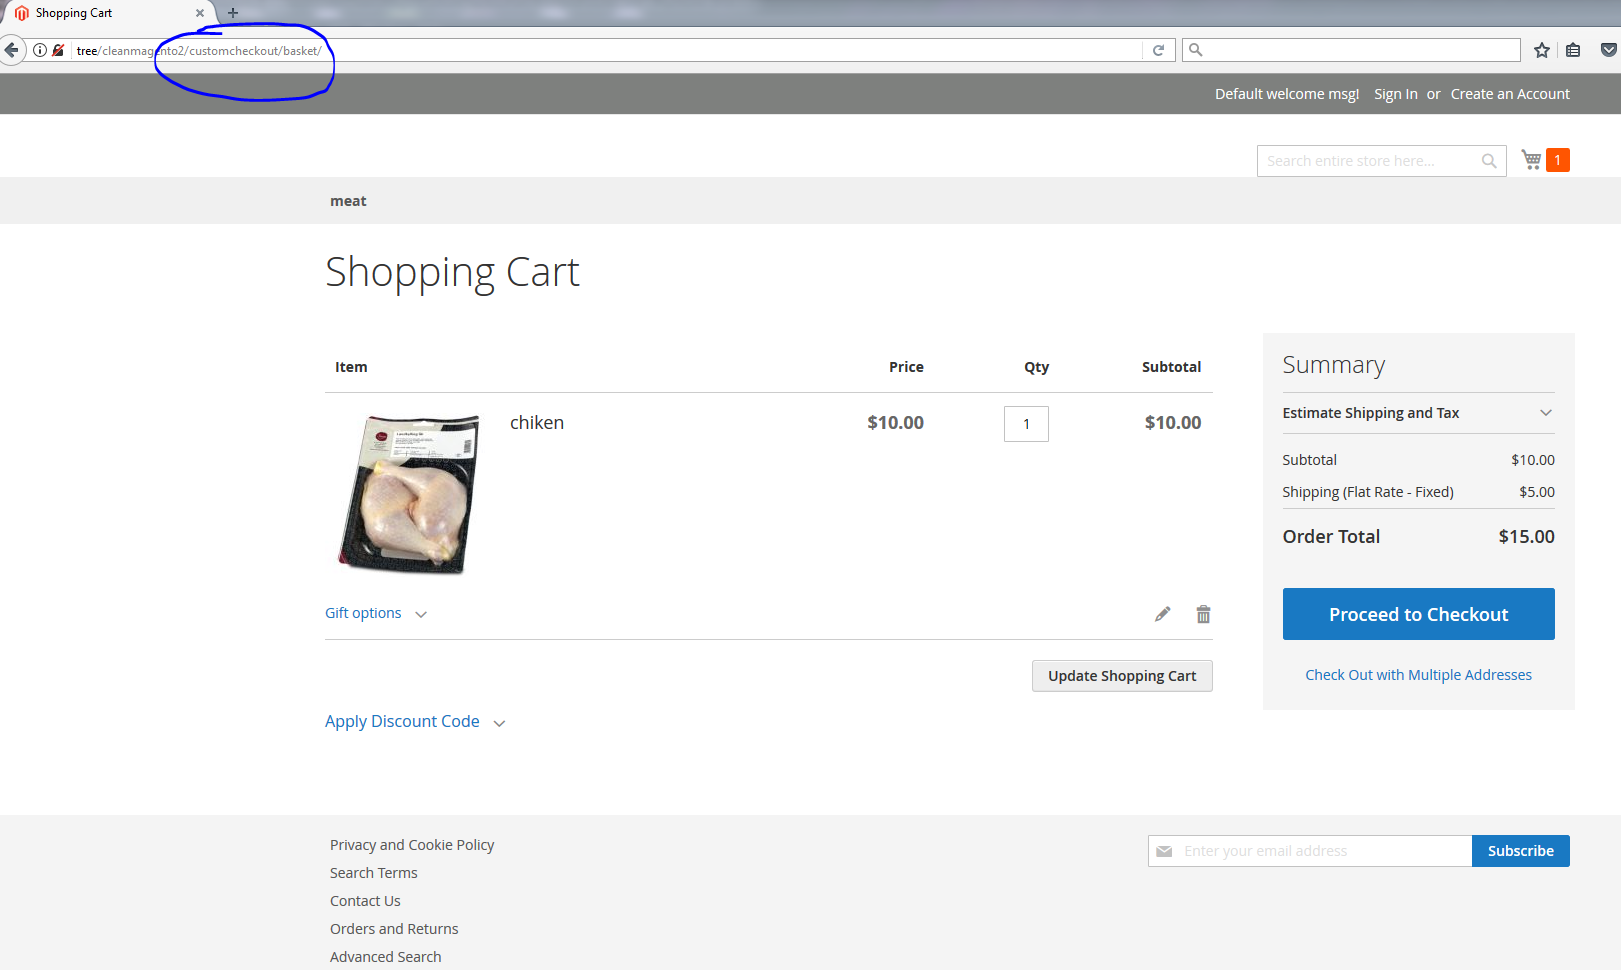 Shopping Cart
tree/cleanmagento2/customcheckout/basket/
Default welcome msg! Sign In or Create an Account
Search entire store here...
1
meat
Shopping Cart
Item Price Qty Subtotal
chiken $10.00 1 $10.00
Gift options
Update Shopping Cart
Apply Discount Code
Summary
Estimate Shipping and Tax
Subtotal $10.00
Shipping (Flat Rate - Fixed) $5.00
Order Total $15.00
Proceed to Checkout
Check Out with Multiple Addresses
Privacy and Cookie Policy
Search Terms
Contact Us
Orders and Returns
Advanced Search
Enter your email address
Subscribe